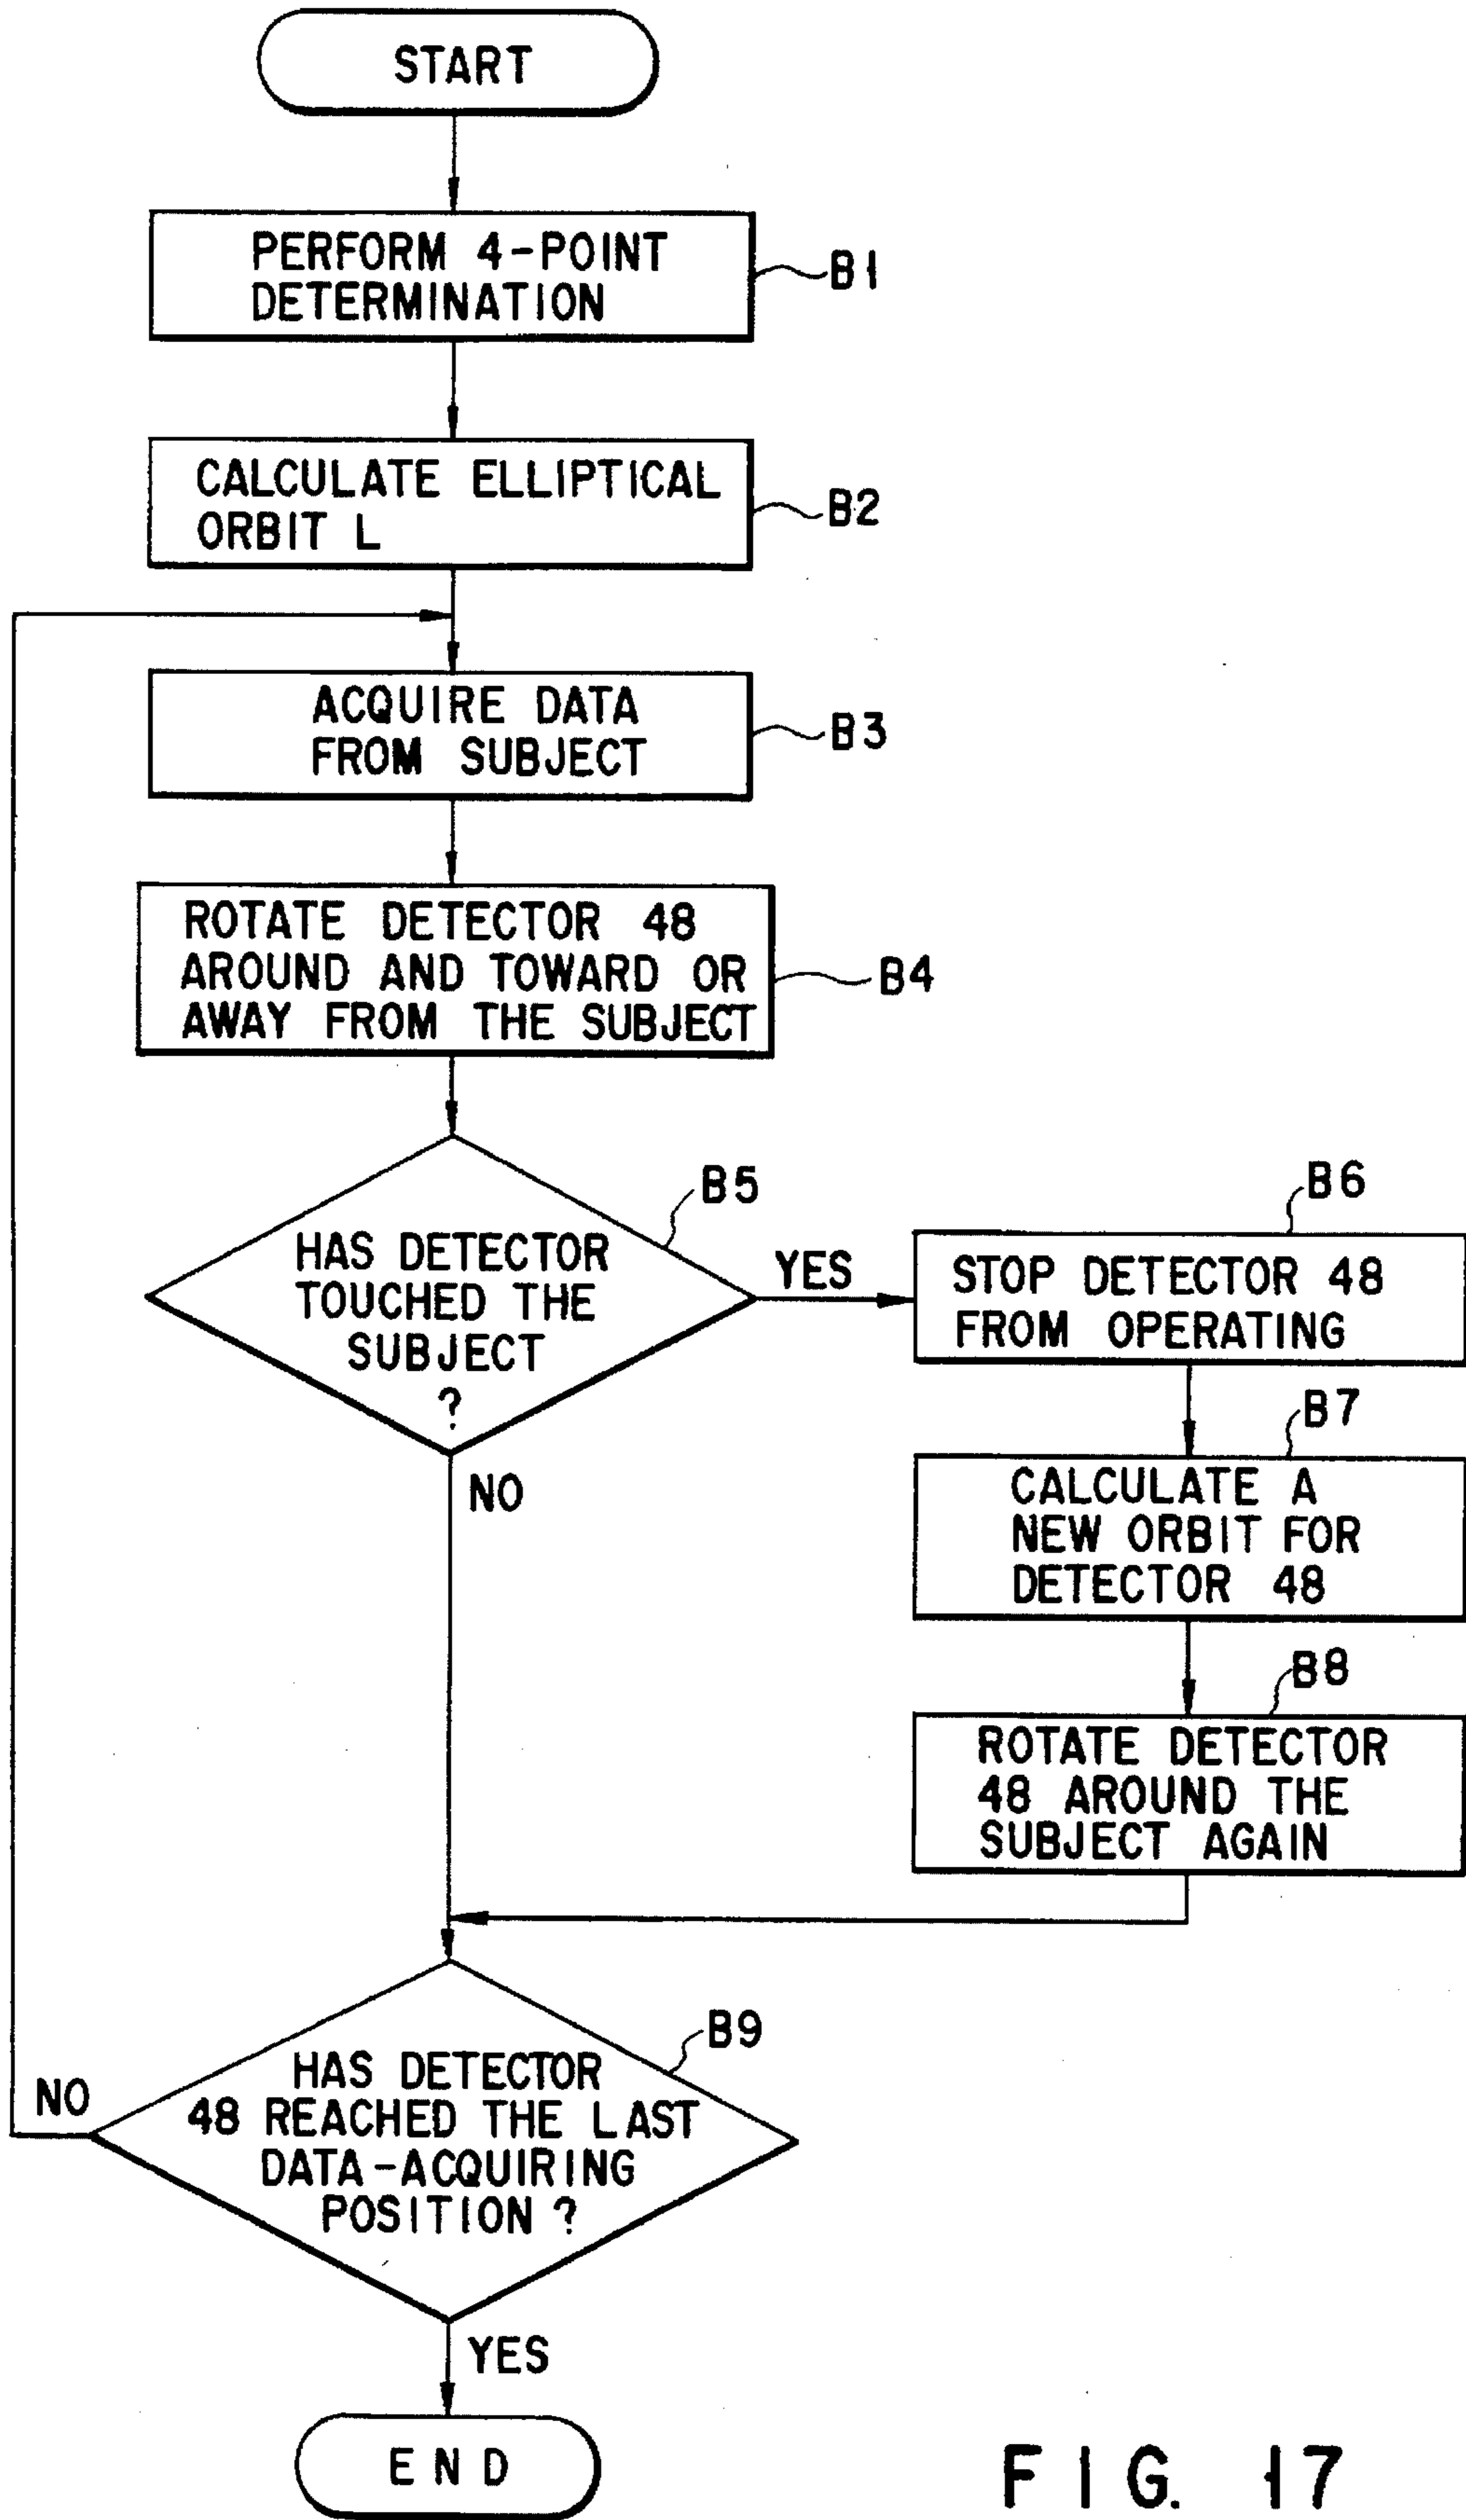 START
PERFORM 4-POINT
DETERMINATION
B1
CALCULATE ELLIPTICAL
ORBIT L
B2
ACQUIRE DATA
FROM SUBJECT
B3
ROTATE DETECTOR 48
AROUND AND TOWARD OR
AWAY FROM THE SUBJECT
B4
HAS DETECTOR
TOUCHED THE
SUBJECT
?
B5
YES
NO
B6
STOP DETECTOR 48
FROM OPERATING
B7
CALCULATE A
NEW ORBIT FOR
DETECTOR 48
B8
ROTATE DETECTOR
48 AROUND THE
SUBJECT AGAIN
B9
HAS DETECTOR
48 REACHED THE LAST
DATA-ACQUIRING
POSITION ?
NO
YES
END
FIG. 17